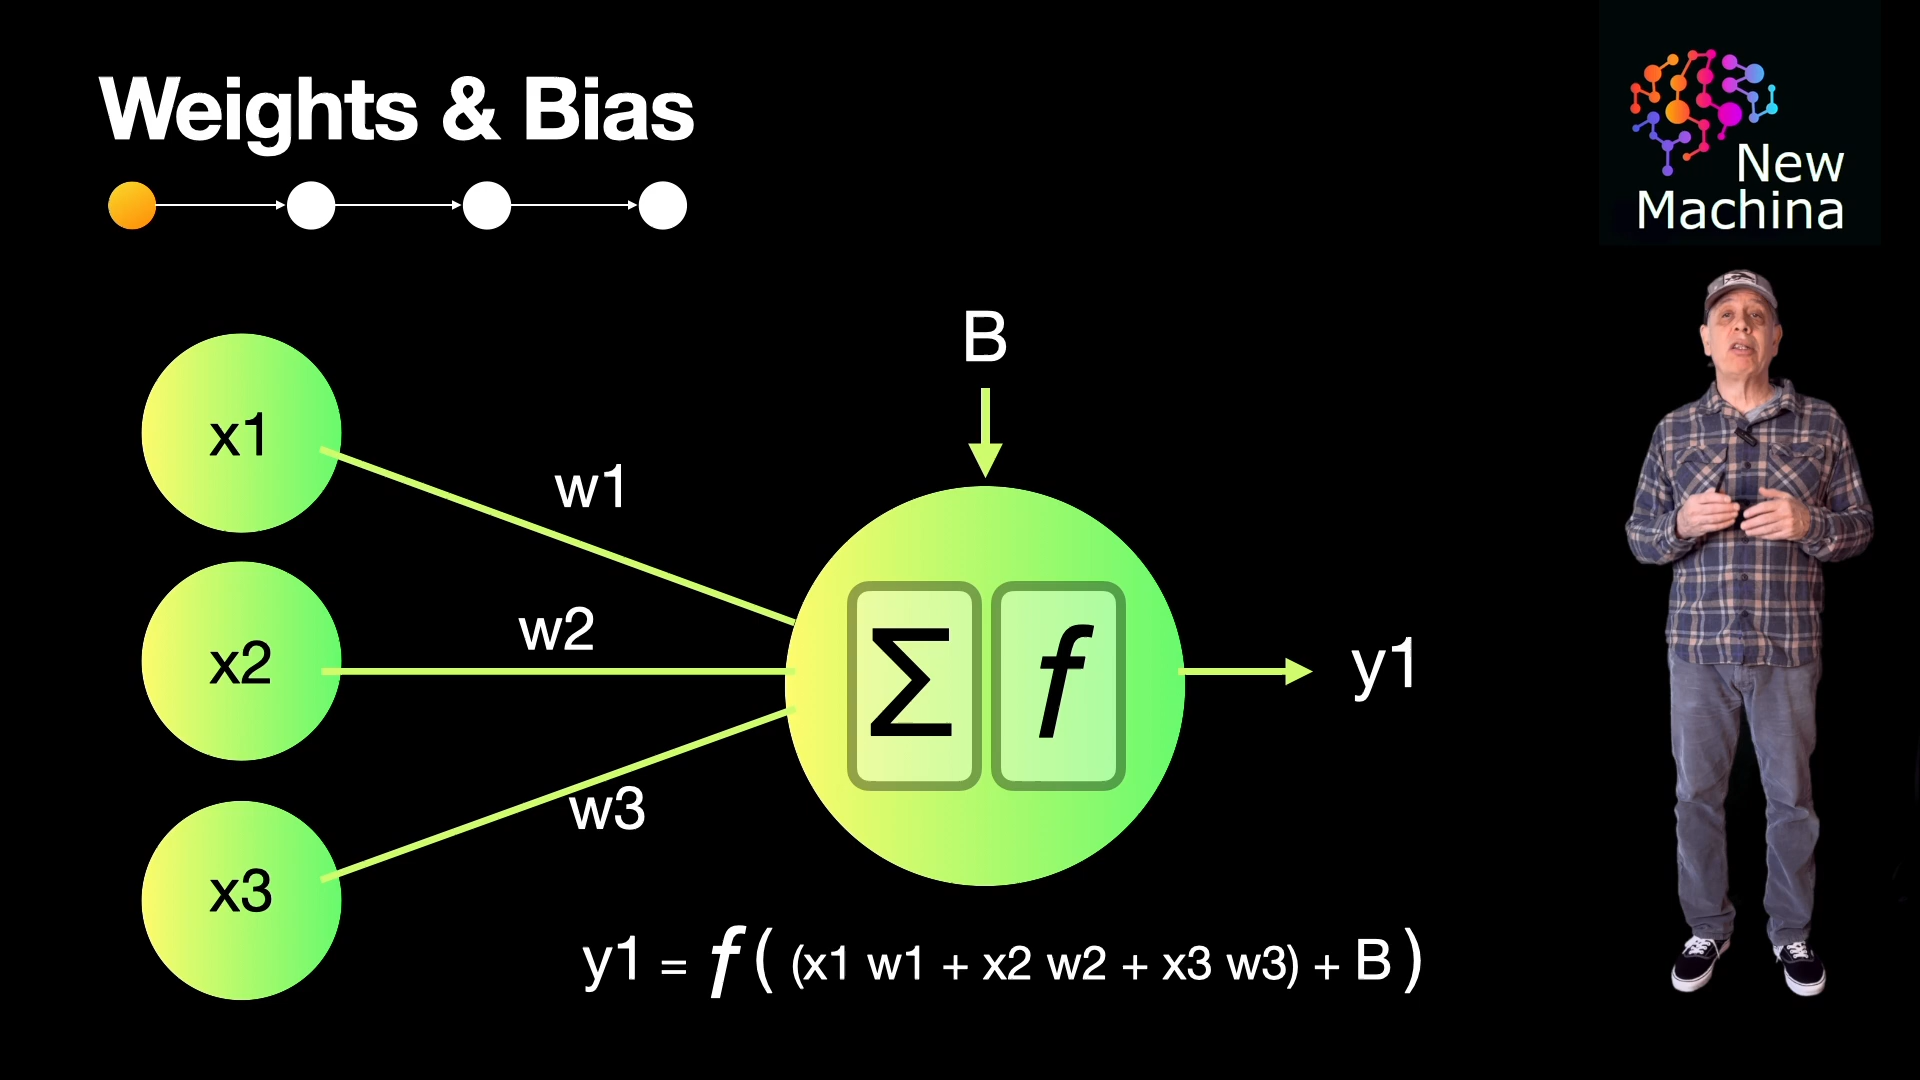 Weights & Bias
New
Machina
B
x1
w1
w2
x2
Σ f
y1
w3
x3
y1 = f ( (x1 w1 + x2 w2 + x3 w3) + B )